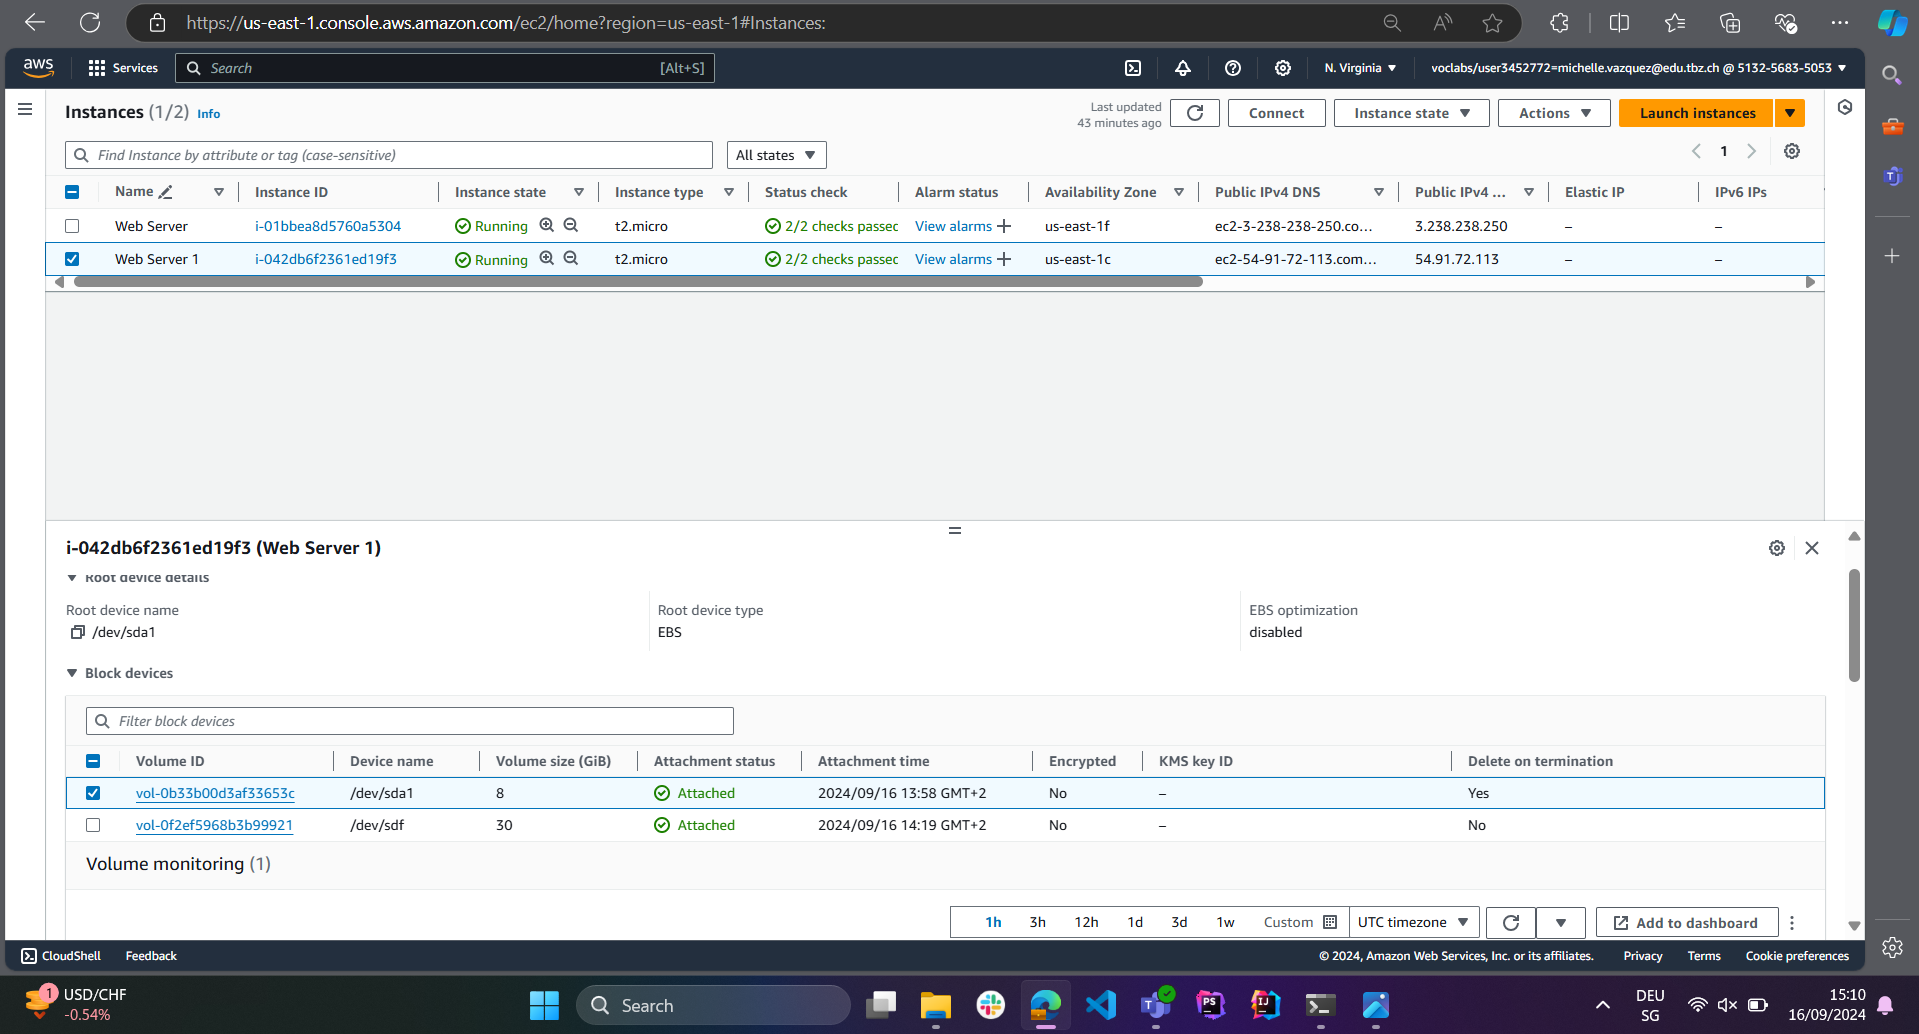 https://us-east-1.console.aws.amazon.com/ec2/home?region=us-east-1#Instances:
aws Services Search [Alt+S] N. Virginia voclabs/user3452772=michelle.vazquez@edu.tbz.ch @ 5132-5683-5053
Instances (1/2) Info Last updated 43 minutes ago Connect Instance state Actions Launch instances
Find Instance by attribute or tag (case-sensitive) All states 1
Name Instance ID Instance state Instance type Status check Alarm status Availability Zone Public IPv4 DNS Public IPv4 ... Elastic IP IPv6 IPs
Web Server i-01bbea8d5760a5304 Running t2.micro 2/2 checks passec View alarms us-east-1f ec2-3-238-238-250.co... 3.238.238.250 – –
Web Server 1 i-042db6f2361ed19f3 Running t2.micro 2/2 checks passec View alarms us-east-1c ec2-54-91-72-113.com... 54.91.72.113 – –
i-042db6f2361ed19f3 (Web Server 1)
Root device details
Root device name Root device type EBS optimization
/dev/sda1 EBS disabled
Block devices
Filter block devices
Volume ID Device name Volume size (GiB) Attachment status Attachment time Encrypted KMS key ID Delete on termination
vol-0b33b00d3af33653c /dev/sda1 8 Attached 2024/09/16 13:58 GMT+2 No – Yes
vol-0f2ef5968b3b99921 /dev/sdf 30 Attached 2024/09/16 14:19 GMT+2 No – No
Volume monitoring (1)
1h 3h 12h 1d 3d 1w Custom UTC timezone Add to dashboard
CloudShell Feedback © 2024, Amazon Web Services, Inc. or its affiliates. Privacy Terms Cookie preferences
1 USD/CHF Search PS IJ DEU 15:10
-0.54% SG 16/09/2024